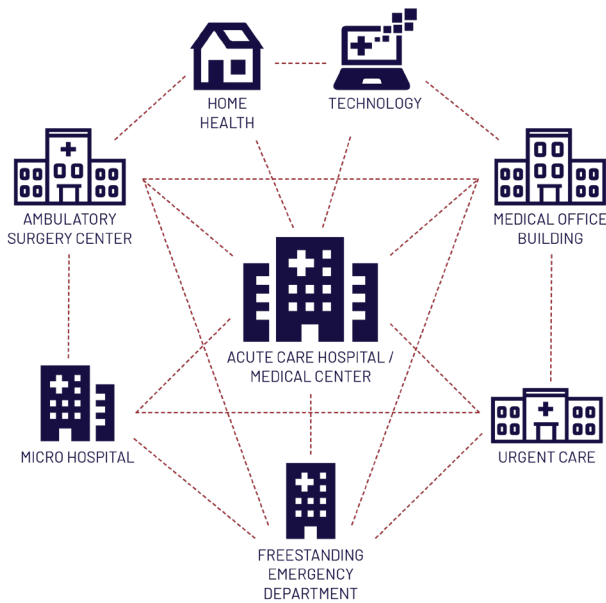 HOME
HEALTH
TECHNOLOGY
AMBULATORY
SURGERY CENTER
MEDICAL OFFICE
BUILDING
ACUTE CARE HOSPITAL /
MEDICAL CENTER
MICRO HOSPITAL
URGENT CARE
FREESTANDING
EMERGENCY
DEPARTMENT